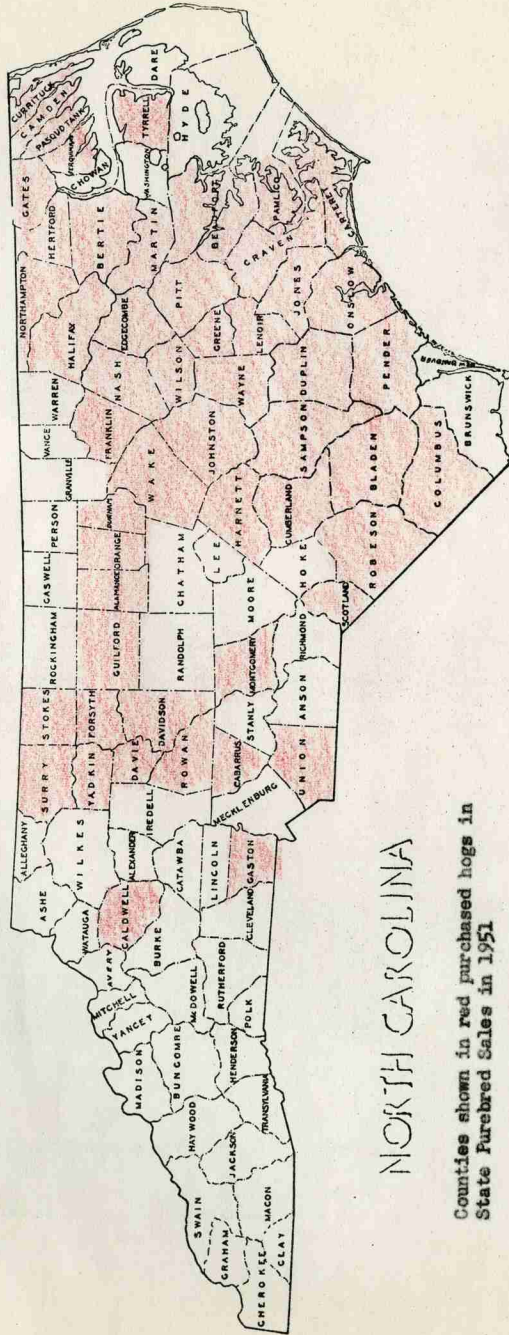 ALLEGHANY
ASHE
SURRY
STOKES
ROCKINGHAM
CASWELL
PERSON
GRANVILLE
VANCE
WARREN
NORTHAMPTON
GATES
HERTFORD
CURRITUCK
CAMDEN
PASQUOTANK
PERQUIMANS
CHOWAN
WATAUGA
WILKES
YADKIN
FORSYTH
GUILFORD
ALAMANCE
ORANGE
DURHAM
FRANKLIN
HALIFAX
BERTIE
MITCHELL
AVERY
CALDWELL
ALEXANDER
IREDELL
DAVIE
DAVIDSON
RANDOLPH
CHATHAM
WAKE
NASH
EDGECOMBE
MARTIN
WASHINGTON
TYRRELL
DARE
MADISON
YANCEY
BURKE
McDOWELL
CATAWBA
ROWAN
WILSON
PITT
BEAUFORT
HYDE
HAYWOOD
BUNCOMBE
RUTHERFORD
LINCOLN
CABARRUS
STANLY
MONTGOMERY
MOORE
LEE
HARNETT
JOHNSTON
WAYNE
GREENE
LENOIR
CRAVEN
PAMLICO
SWAIN
GRAHAM
JACKSON
HENDERSON
POLK
CLEVELAND
GASTON
MECKLENBURG
JONES
CARTERET
CHEROKEE
CLAY
MACON
TRANSYLVANIA
UNION
ANSON
RICHMOND
HOKE
SCOTLAND
CUMBERLAND
SAMPSON
DUPLIN
ONSLOW
ROBESON
BLADEN
PENDER
COLUMBUS
BRUNSWICK
NEW HANOVER
NORTH CAROLINA
Counties shown in red purchased hogs in
State Purebred Sales in 1951